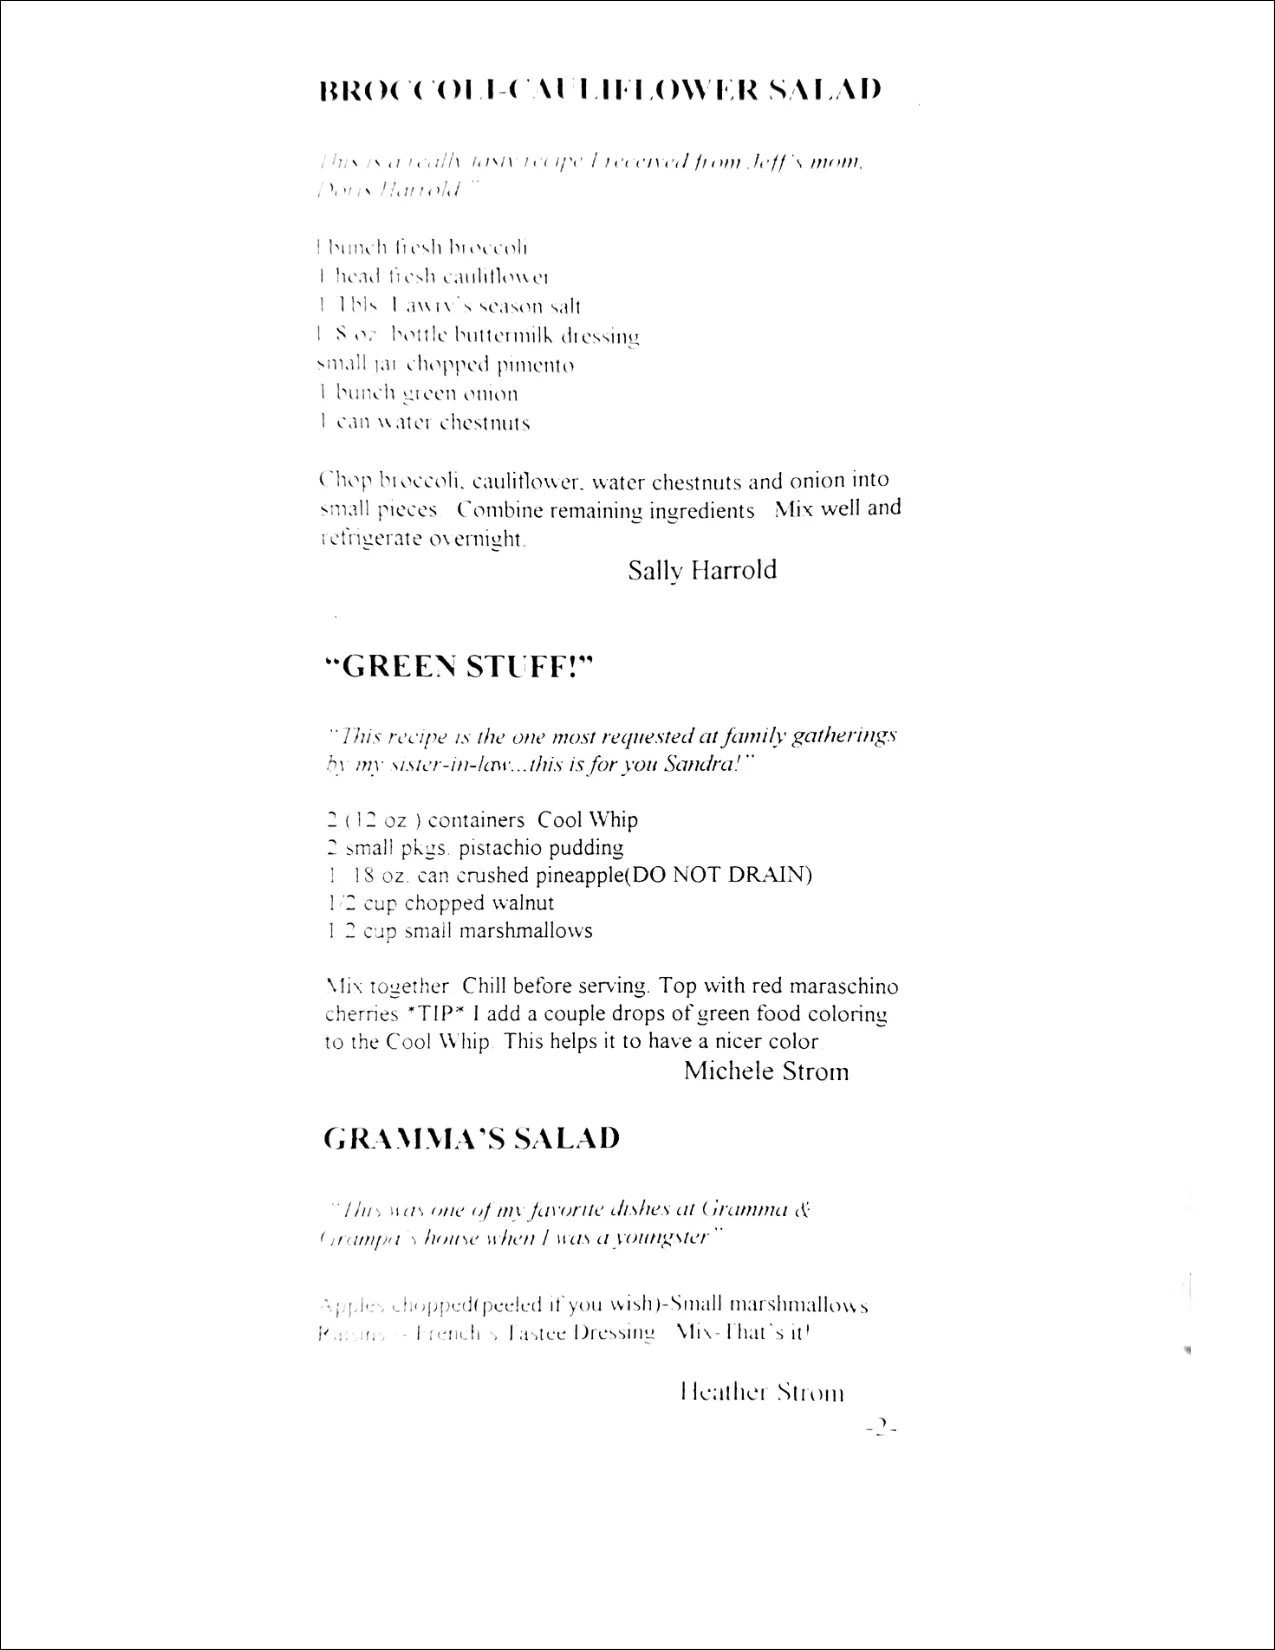 BROCCOLI-CAULIFLOWER SALAD
This is a really tasty recipe I received from Jeff's mom,
Doris Harrold."
1 bunch fresh broccoli
1 head fresh cauliflower
1 Tbls. Lawry's season salt
1 8 oz. bottle buttermilk dressing
small jar chopped pimento
1 bunch green onion
1 can water chestnuts
Chop broccoli, cauliflower, water chestnuts and onion into
small pieces. Combine remaining ingredients. Mix well and
refrigerate overnight.
Sally Harrold
"GREEN STUFF!"
"This recipe is the one most requested at family gatherings
by my sister-in-law...this is for you Sandra!"
2 (12 oz.) containers Cool Whip
2 small pkgs. pistachio pudding
1 18 oz. can crushed pineapple(DO NOT DRAIN)
1/2 cup chopped walnut
1/2 cup small marshmallows
Mix together. Chill before serving. Top with red maraschino
cherries *TIP* I add a couple drops of green food coloring
to the Cool Whip. This helps it to have a nicer color.
Michele Strom
GRAMMA'S SALAD
"This was one of my favorite dishes at Gramma &
Grampa's house when I was a youngster"
Apples chopped(peeled if you wish)-Small marshmallows
Raisins - French's Tastee Dressing Mix-That's it!
Heather Strom
-2-